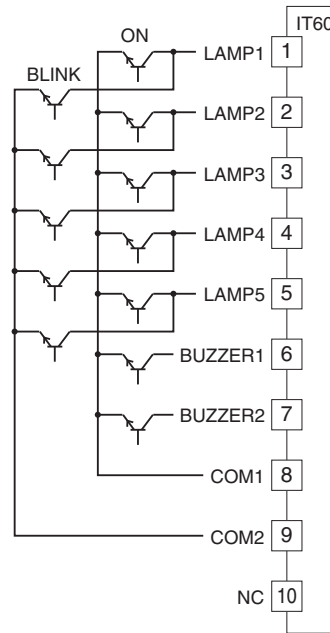 IT60
ON
LAMP1 1
BLINK
LAMP2 2
LAMP3 3
LAMP4 4
LAMP5 5
BUZZER1 6
BUZZER2 7
COM1 8
COM2 9
NC 10